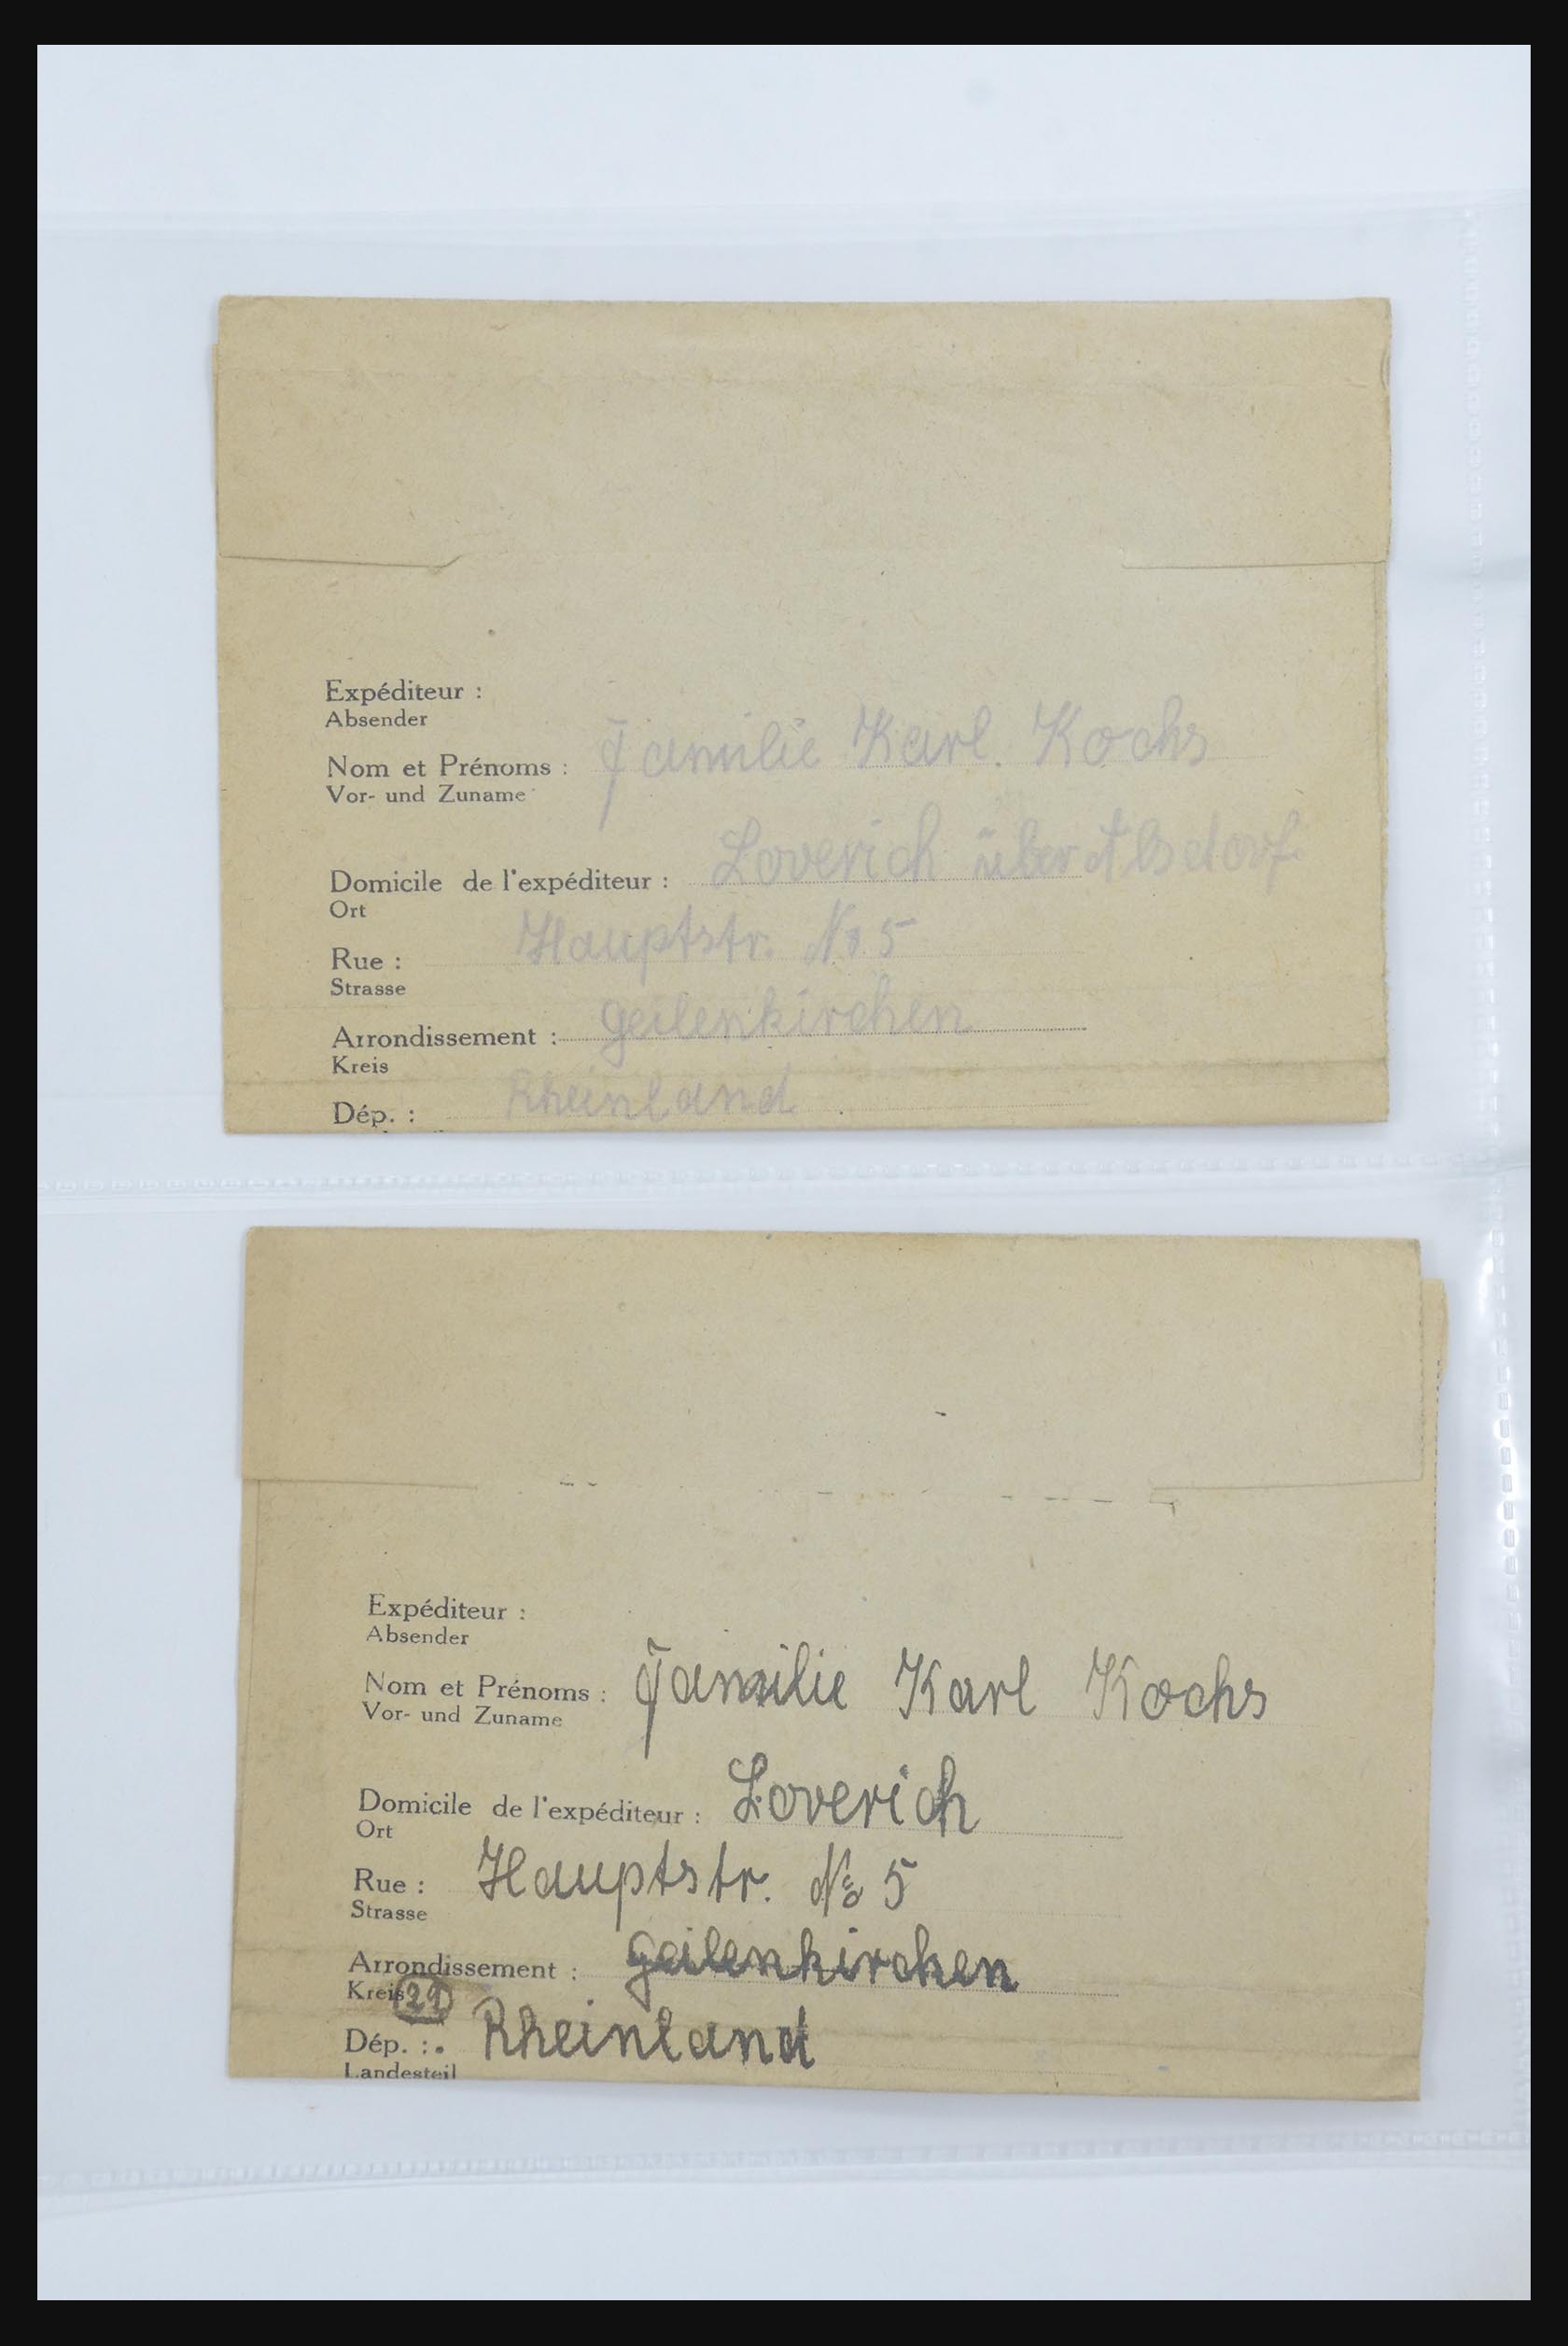 Expéditeur :
Absender
Nom et Prénoms : Familie Karl Kochs
Vor- und Zuname
Domicile de l'expéditeur : Loverich über Alsdorf.
Ort
Rue : Hauptstr. No 5
Strasse
Arrondissement : geilenkirchen
Kreis
Dép. : Rheinland
Expéditeur :
Absender
Nom et Prénoms : Familie Karl Kochs
Vor- und Zuname
Domicile de l'expéditeur : Loverich
Ort
Rue : Hauptstr. No 5
Strasse
Arrondissement : geilenkirchen
Kreis
Dép. : Rheinland
Landesteil